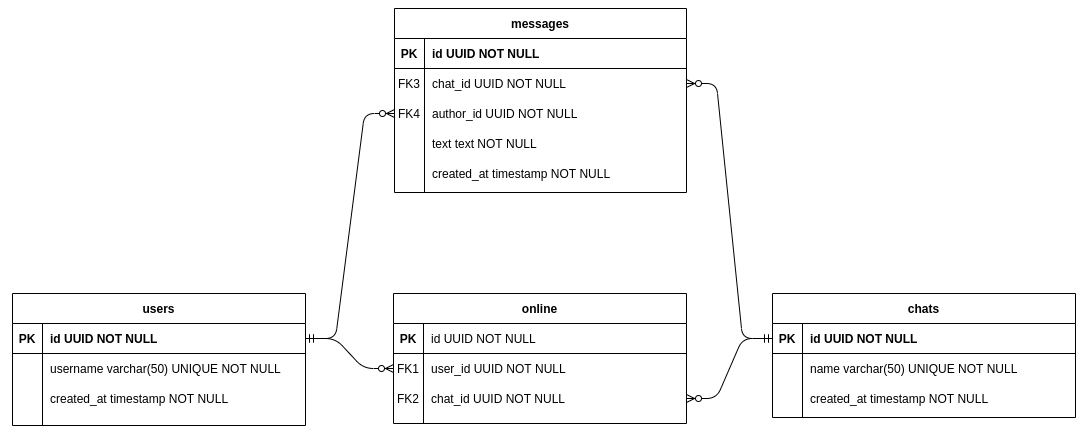 messages
PK id UUID NOT NULL
FK3 chat_id UUID NOT NULL
FK4 author_id UUID NOT NULL
text text NOT NULL
created_at timestamp NOT NULL
users
PK id UUID NOT NULL
username varchar(50) UNIQUE NOT NULL
created_at timestamp NOT NULL
online
PK id UUID NOT NULL
FK1 user_id UUID NOT NULL
FK2 chat_id UUID NOT NULL
chats
PK id UUID NOT NULL
name varchar(50) UNIQUE NOT NULL
created_at timestamp NOT NULL